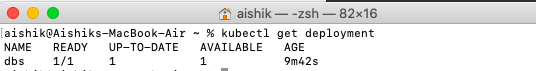 aishik — -zsh — 82×16
[aishik@Aishiks-MacBook-Air ~ % kubectl get deployment
NAME READY UP-TO-DATE AVAILABLE AGE
dbs 1/1 1 1 9m42s